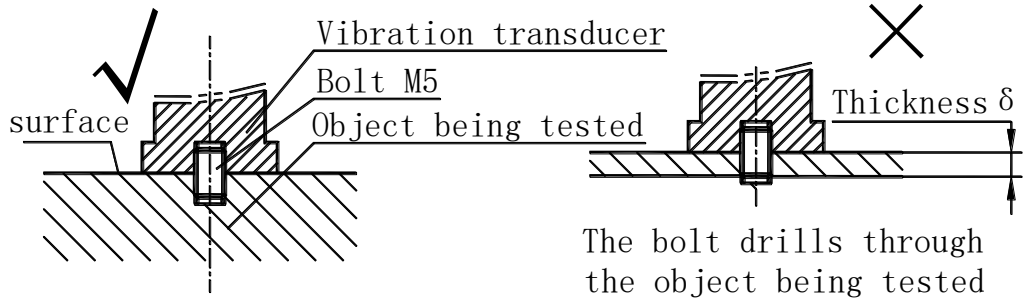 Vibration transducer
Bolt M5
surface
Object being tested
Thickness δ
The bolt drills through
the object being tested